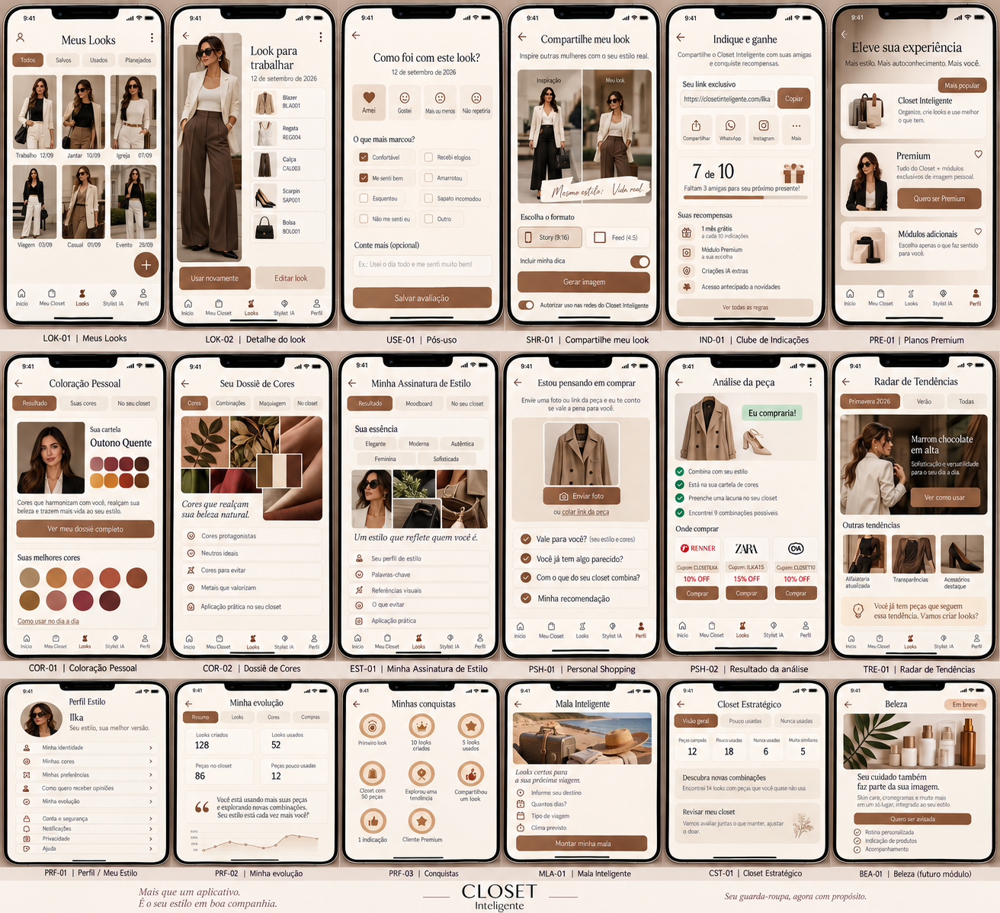 9:41
Meus Looks
Todos
Salvos
Usados
Planejados
Trabalho 12/09
Jantar 10/09
Igreja 07/09
Viagem 03/09
Casual 01/09
Evento 28/09
Início
Meu Closet
Looks
Stylist IA
Perfil
LOK-01 | Meus Looks
9:41
Look para
trabalhar
12 de setembro de 2026
Blazer
BLA001
Regata
REG004
Calça
CAL003
Scarpin
SAP001
Bolsa
BOL001
Usar novamente
Editar look
Início
Meu Closet
Looks
Stylist IA
Perfil
LOK-02 | Detalhe do look
9:41
Como foi com este look?
12 de setembro de 2026
Amei
Gostei
Mais ou menos
Não repetiria
O que mais marcou?
Confortável
Recebi elogios
Me senti bem
Amarrotou
Esquentou
Sapato incomodou
Não me senti eu
Outro
Conte mais (opcional)
Ex.: Usei o dia todo e me senti muito bem!
Salvar avaliação
USE-01 | Pós-uso
9:41
Compartilhe meu look
Inspire outras mulheres com o seu estilo real.
Inspiração
Meu look
Mesmo estilo: Vida real.
Escolha o formato
Story (9:16)
Feed (4:5)
Incluir minha dica
Gerar imagem
Autorizar uso nas redes do Closet Inteligente
SHR-01 | Compartilhe meu look
9:41
Indique e ganhe
Compartilhe o Closet Inteligente com suas amigas
e conquiste recompensas.
Seu link exclusivo
https://closetinteligente.com/Ilka
Copiar
Compartilhar
WhatsApp
Instagram
Mais
7 de 10
Faltam 3 amigas para seu próximo presente!
Suas recompensas
1 mês grátis
a cada 10 indicações
Módulo Premium
a sua escolha
Criações IA extras
Acesso antecipado a novidades
Ver todas as regras
IND-01 | Clube de Indicações
9:41
Eleve sua experiência
Mais estilo. Mais autoconhecimento. Mais você.
Mais popular
Closet Inteligente
Organize, crie looks e use melhor
o que tem.
Premium
Tudo do Closet + módulos
exclusivos de imagem pessoal.
Quero ser Premium
Módulos adicionais
Escolha apenas o que faz sentido
para você.
Início
Meu Closet
Looks
Stylist IA
Perfil
PRE-01 | Planos Premium
9:41
Coloração Pessoal
Resultado
Suas cores
No seu closet
Sua cartela
Outono Quente
Cores que harmonizam com você, realçam sua
beleza e trazem mais vida ao seu estilo.
Ver meu dossiê completo
Suas melhores cores
Como usar no dia a dia
Início
Meu Closet
Looks
Stylist IA
Perfil
COR-01 | Coloração Pessoal
9:41
Seu Dossiê de Cores
Cores
Combinações
Maquiagem
No closet
Cores que realçam
sua beleza natural.
Cores protagonistas
Neutros ideais
Cores para evitar
Metais que valorizam
Aplicação prática no seu closet
Início
Meu Closet
Looks
Stylist IA
Perfil
COR-02 | Dossiê de Cores
9:41
Minha Assinatura de Estilo
Resultado
Moodboard
No seu closet
Sua essência
Elegante
Moderna
Autêntica
Feminina
Sofisticada
Um estilo que reflete quem você é.
Seu perfil de estilo
Palavras-chave
Referências visuais
O que evitar
Aplicação prática
Início
Meu Closet
Looks
Stylist IA
Perfil
EST-01 | Minha Assinatura de Estilo
9:41
Estou pensando em comprar
Envie uma foto ou link da peça e eu te conto
se vale a pena para você.
Enviar foto
ou colar link da peça
Vale para você? (seu estilo e cores)
Você já tem algo parecido?
Com o que do seu closet combina?
Minha recomendação
Início
Meu Closet
Looks
Stylist IA
Perfil
PSH-01 | Personal Shopping
9:41
Análise da peça
Eu compraria!
Combina com seu estilo
Está na sua cartela de cores
Preenche uma lacuna no seu closet
Encontrei 9 combinações possíveis
Onde comprar
RENNER
ZARA
C&A
Cupom: CLOSETILKA
Cupom: ILKA15
Cupom: CLOSET10
10% OFF
15% OFF
10% OFF
Comprar
Comprar
Comprar
Início
Meu Closet
Looks
Stylist IA
Perfil
PSH-02 | Resultado da análise
9:41
Radar de Tendências
Primavera 2026
Verão
Todas
Marrom chocolate
em alta
Sofisticação e versatilidade
para o seu dia a dia.
Ver como usar
Outras tendências
Alfaiataria
atualizada
Transparências
Acessórios
destaque
Você já tem peças que seguem
essa tendência. Vamos criar looks?
Início
Meu Closet
Looks
Stylist IA
Perfil
TRE-01 | Radar de Tendências
9:41
Perfil Estilo
Ilka
Seu estilo, sua melhor versão.
Minha identidade
Minhas cores
Minhas preferências
Como quero receber opiniões
Minha evolução
Conta e segurança
Notificações
Privacidade
Ajuda
PRF-01 | Perfil / Meu Estilo
9:41
Minha evolução
Resumo
Looks
Cores
Compras
Looks criados
128
Looks usados
52
Peças no closet
86
Peças pouco usadas
12
Você está usando mais suas peças
e explorando novas combinações.
Seu estilo está cada vez mais você!"
PRF-02 | Minha evolução
9:41
Minhas conquistas
Primeiro look
10 looks
criados
5 looks
usados
Closet com
50 peças
Explorou uma
tendência
Compartilhou
um look
1 Indicação
Cliente Premium
PRF-03 | Conquistas
9:41
Mala Inteligente
Looks certos para
a sua próxima viagem.
Informe seu destino
Quantos dias?
Tipo de viagem
Clima previsto
Montar minha mala
MLA-01 | Mala Inteligente
9:41
Closet Estratégico
Visão geral
Pouco usadas
Nunca usadas
Peças campeãs
12
Pouco usadas
18
Nunca usadas
6
Muito similares
5
Descubra novas combinações
Encontrei 14 looks com peças que você quase não usa.
Revisar meu closet
Vamos avaliar juntas o que manter, ajustar
o doar.
CST-01 | Closet Estratégico
9:41
Beleza
Em breve
Seu cuidado também
faz parte da sua imagem.
Skin care, cronogramas e muito mais
em um só lugar, integrado ao seu estilo.
Quero ser avisada
Rotina personalizada
Indicação de produtos
Acompanhamento
BEA-01 | Beleza (futuro módulo)
Mais que um aplicativo.
É o seu estilo em boa companhia.
CLOSET
Inteligente
Seu guarda-roupa, agora com propósito.